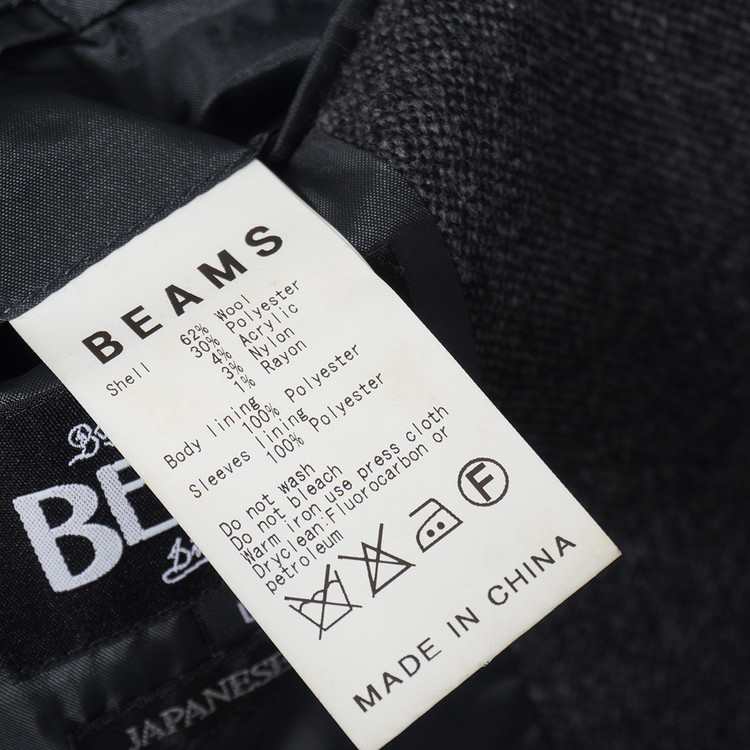 BEAMS
Shell 62% Wool
30% Polyester
4% Acrylic
3% Nylon
1% Rayon
Body lining
100% Polyester
Sleeves lining
100% Polyester
Do not wash
Do not bleach
Warm iron use press cloth
Dryclean:Fluorocarbon or
petroleum
F
MADE IN CHINA
BE
JAPANESE